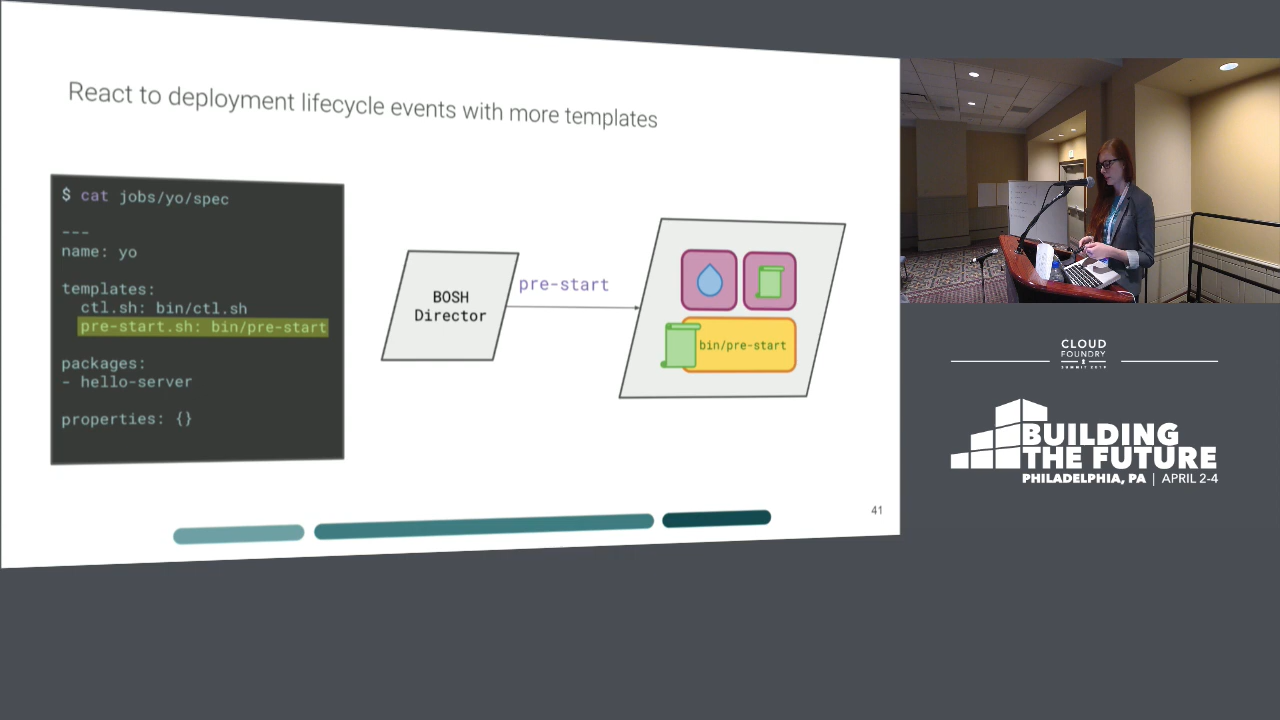 React to deployment lifecycle events with more templates
$ cat jobs/yo/spec
---
name: yo
templates:
ctl.sh: bin/ctl.sh
pre-start.sh: bin/pre-start
packages:
- hello-server
properties: {}
BOSH
Director
pre-start
bin/pre-start
41
CLOUD
FOUNDRY
SUMMIT 2019
BUILDING
THE FUTURE
PHILADELPHIA, PA | APRIL 2-4